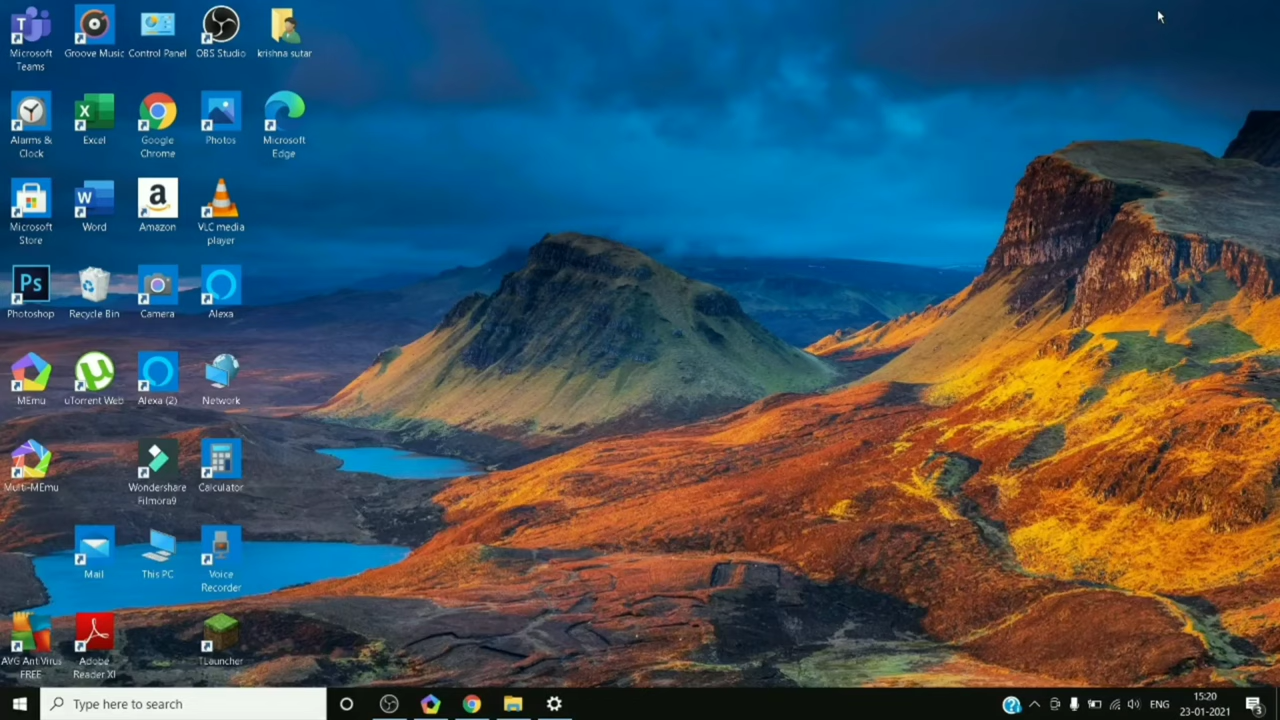 Microsoft Teams
Groove Music
Control Panel
OBS Studio
krishna sutar
Alarms & Clock
Excel
Google Chrome
Photos
Microsoft Edge
Microsoft Store
Word
Amazon
VLC media player
Ps
Photoshop
Recycle Bin
Camera
Alexa
MEmu
uTorrent Web
Alexa (2)
Network
Multi-MEmu
Wondershare Filmora9
Calculator
Mail
This PC
Voice Recorder
AVG AntiVirus FREE
Adobe Reader XI
TLauncher
Type here to search
ENG
15:20
23-01-2021
3